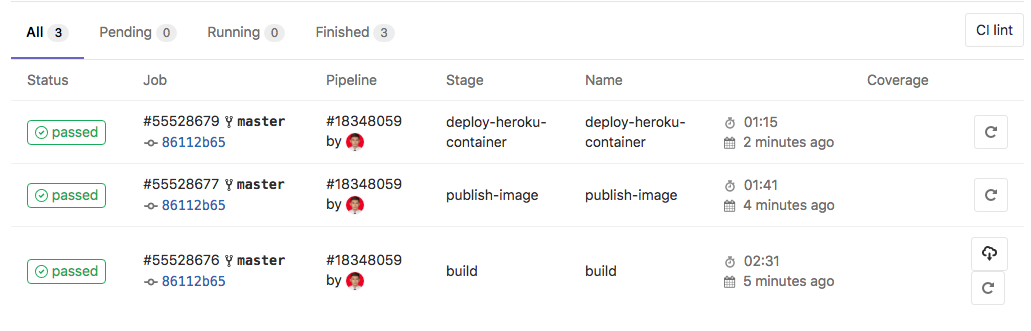 All 3 Pending 0 Running 0 Finished 3 CI lint
Status Job Pipeline Stage Name Coverage
passed
#55528679 master
86112b65
#18348059
by
deploy-heroku-
container
deploy-heroku-
container
01:15
2 minutes ago
passed
#55528677 master
86112b65
#18348059
by
publish-image
publish-image
01:41
4 minutes ago
passed
#55528676 master
86112b65
#18348059
by
build
build
02:31
5 minutes ago